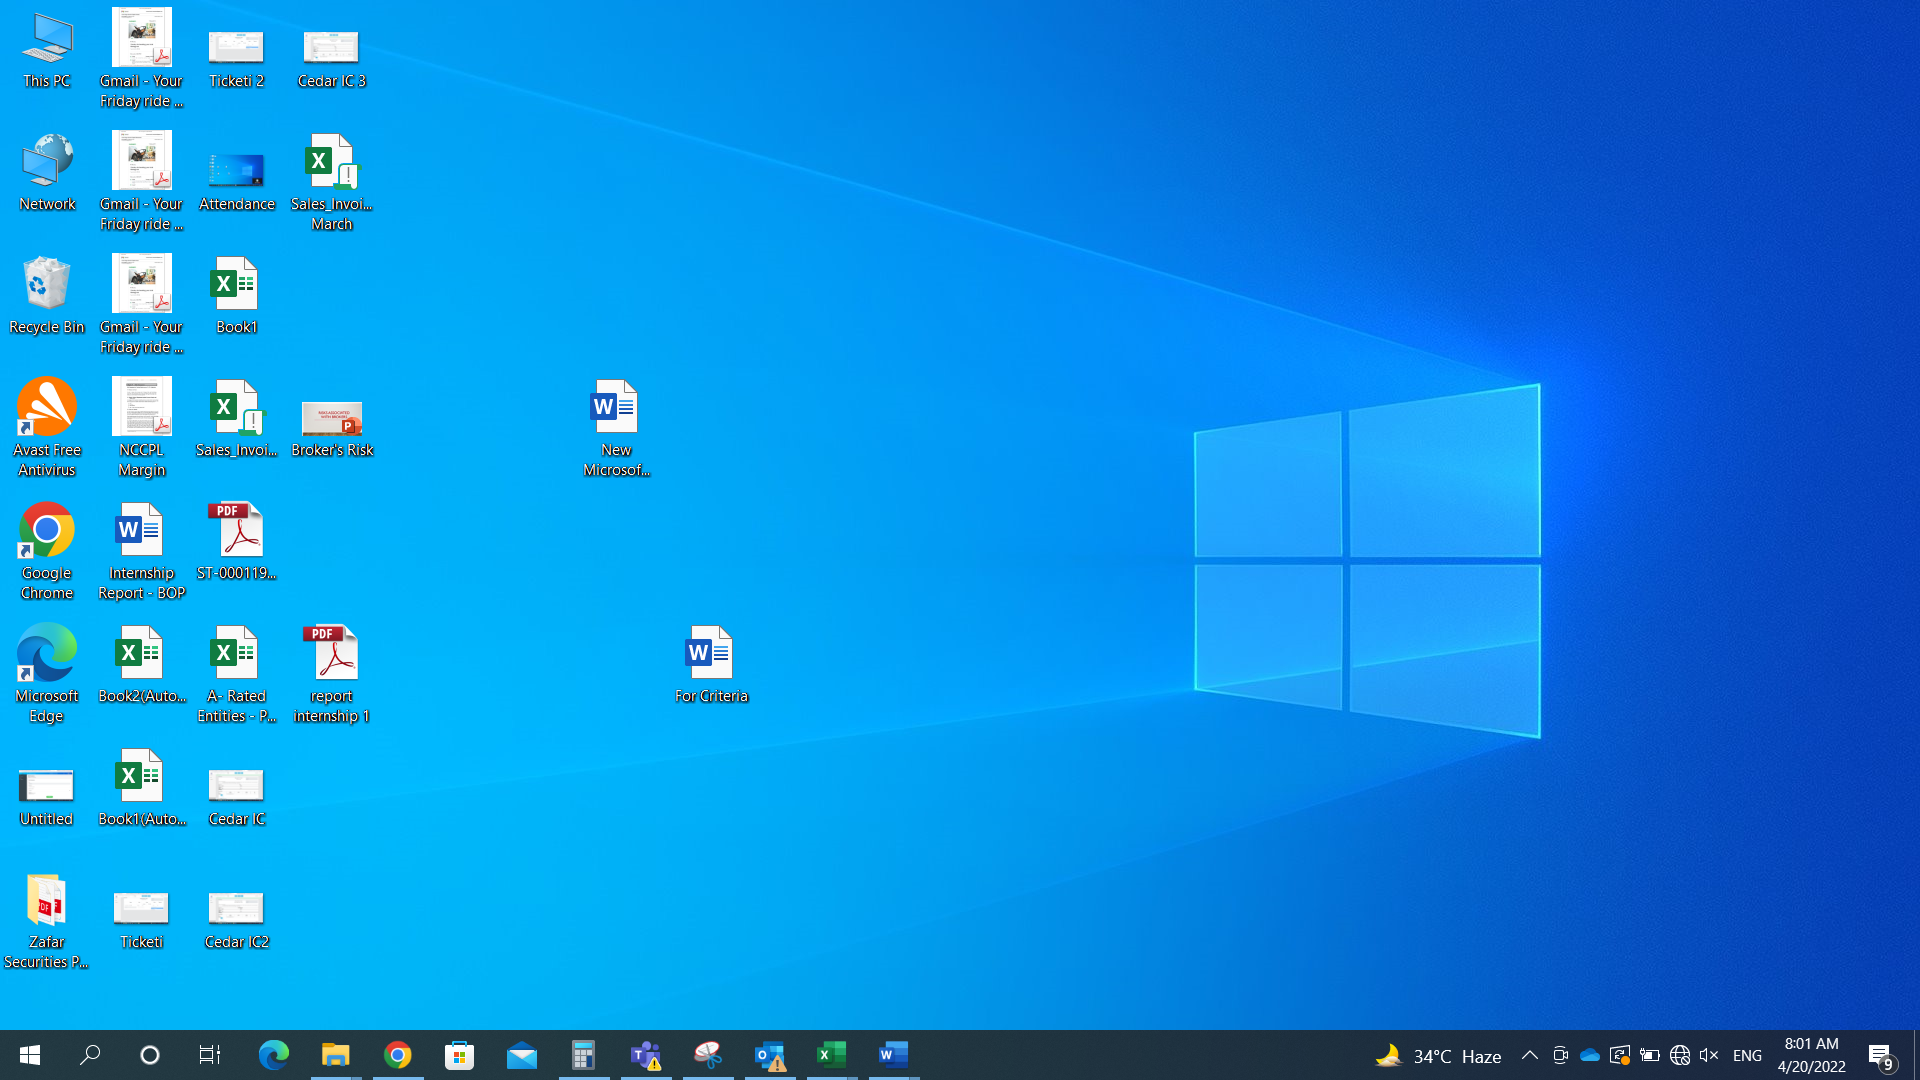 This PC
Gmail - Your
Friday ride ...
Ticketi 2
Cedar IC 3
Network
Gmail - Your
Friday ride ...
Attendance
Sales_Invoi...
March
Recycle Bin
Gmail - Your
Friday ride ...
Book1
Avast Free
Antivirus
NCCPL
Margin
Sales_Invoi...
Broker's Risk
New
Microsof...
Google
Chrome
Internship
Report - BOP
PDF
ST-000119...
Microsoft
Edge
Book2(Auto...
A- Rated
Entities - P...
PDF
report
internship 1
For Criteria
Untitled
Book1(Auto...
Cedar IC
Zafar
Securities P...
Ticketi
Cedar IC2
34°C Haze
ENG
8:01 AM
4/20/2022
9